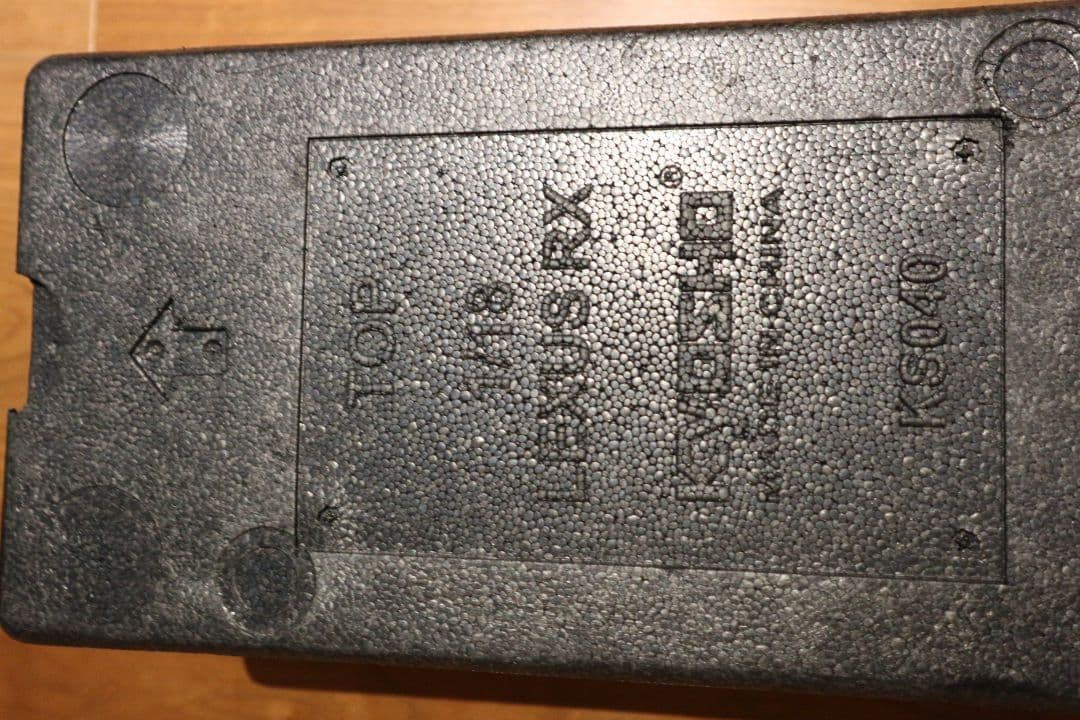 TOP
1/18
LEXUS RX
KYOSHO®
MADE IN CHINA
KS040